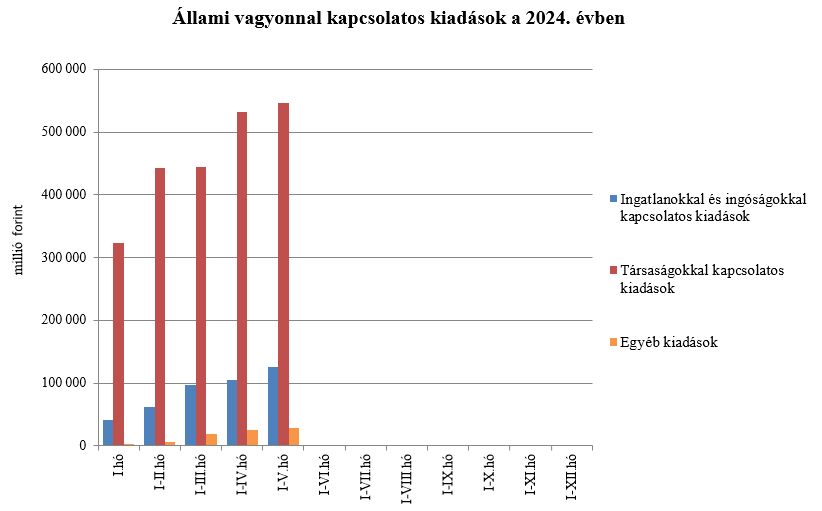 Állami vagyonnal kapcsolatos kiadások a 2024. évben
600 000
500 000
400 000
300 000
200 000
100 000
0
millió forint
I.hó
I-II.hó
I-III.hó
I-IV.hó
I-V.hó
I-VI.hó
I-VII.hó
I-VIII.hó
I-IX.hó
I-X.hó
I-XI.hó
I-XII.hó
Ingatlanokkal és ingóságokkal
kapcsolatos kiadások
Társaságokkal kapcsolatos
kiadások
Egyéb kiadások